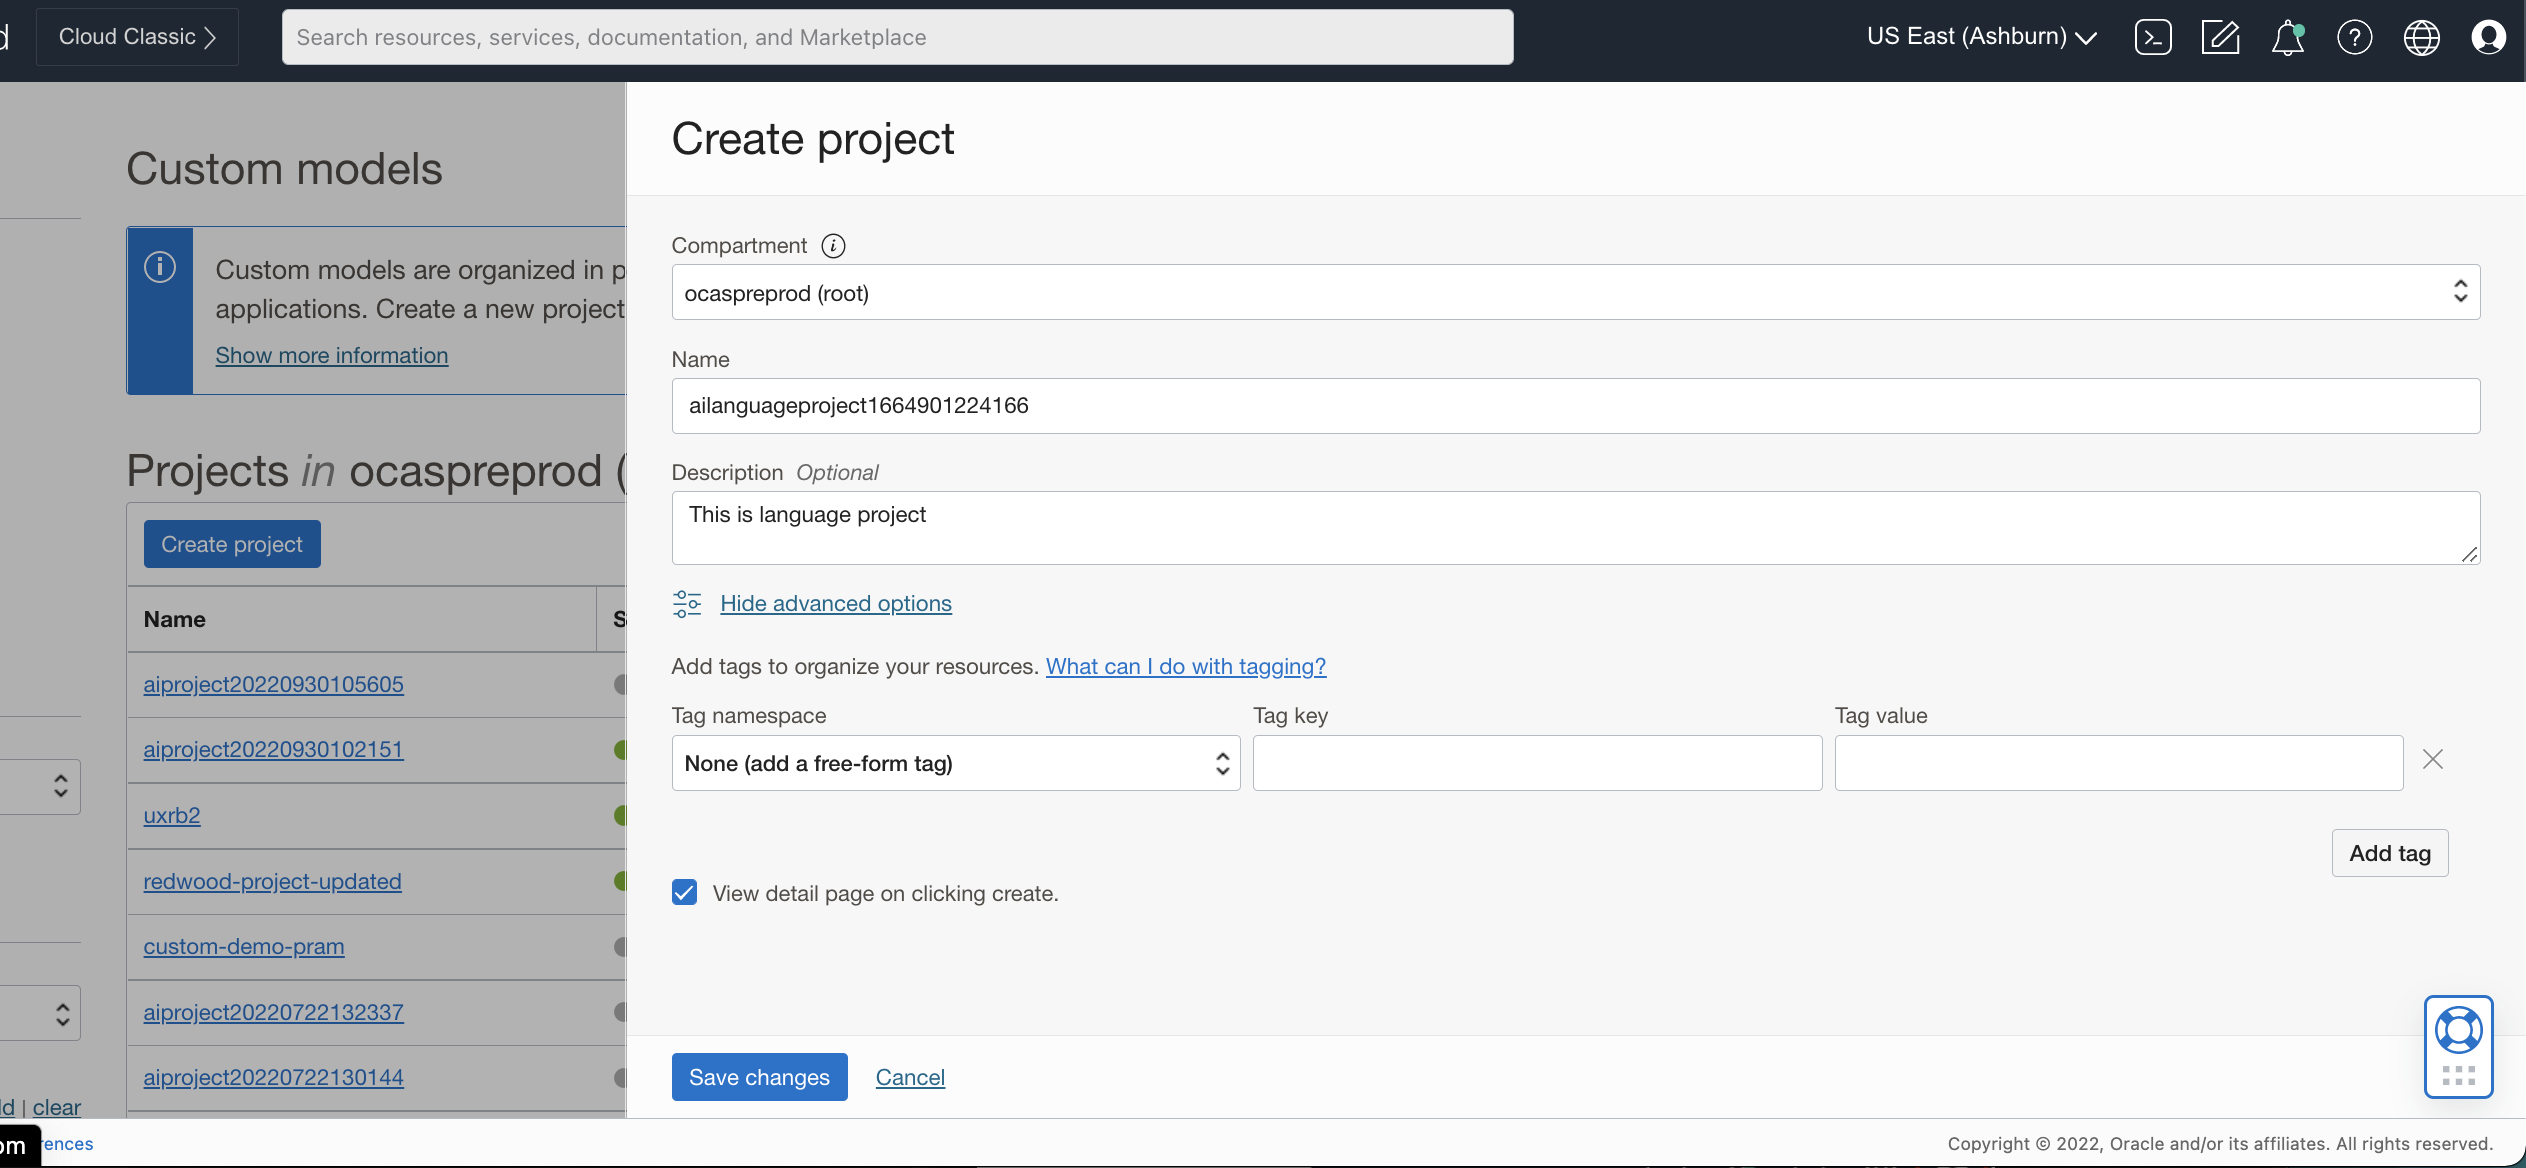 Cloud Classic
Search resources, services, documentation, and Marketplace
US East (Ashburn)
Custom models
Custom models are organized in p
applications. Create a new project
Show more information
Projects in ocaspreprod (
Create project
Name S
aiproject20220930105605
aiproject20220930102151
uxrb2
redwood-project-updated
custom-demo-pram
aiproject20220722132337
aiproject20220722130144
ld | clear
Create project
Compartment
ocaspreprod (root)
Name
ailanguageproject1664901224166
Description Optional
This is language project
Hide advanced options
Add tags to organize your resources. What can I do with tagging?
Tag namespace Tag key Tag value
None (add a free-form tag)
Add tag
View detail page on clicking create.
Save changes Cancel
om rences
Copyright © 2022, Oracle and/or its affiliates. All rights reserved.